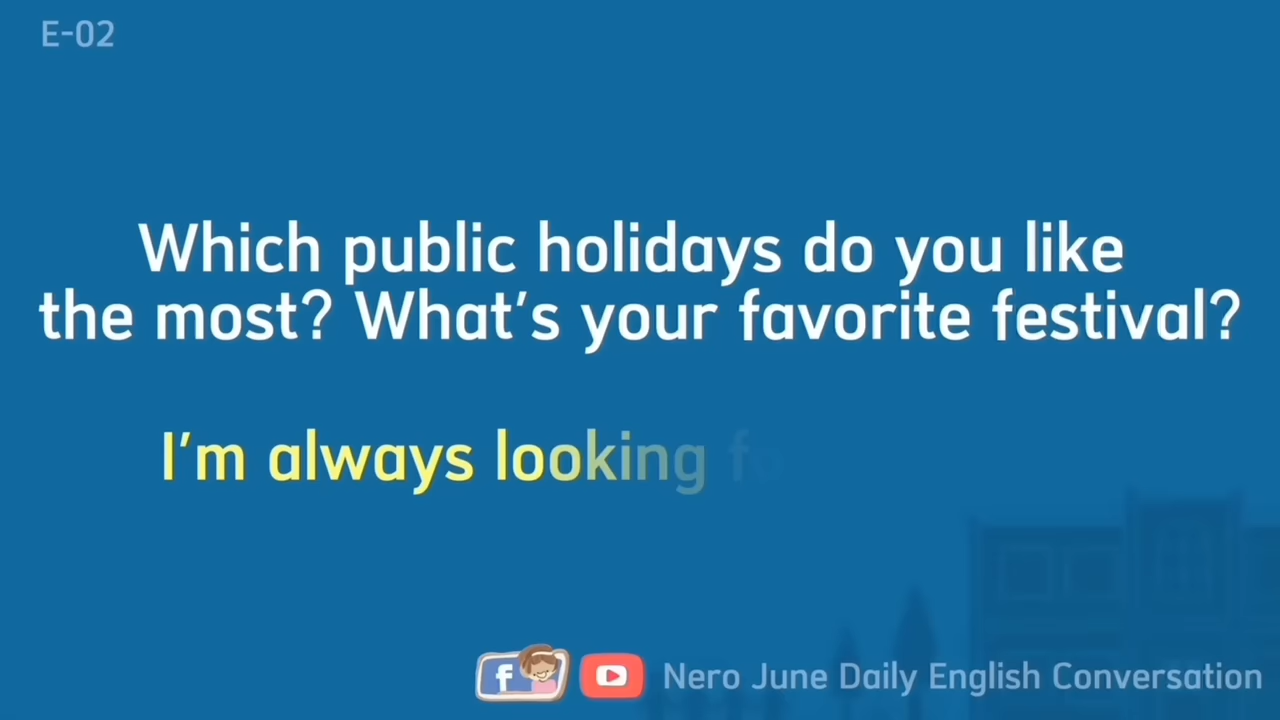 E-02
Which public holidays do you like
the most? What's your favorite festival?
I'm always looking
Nero June Daily English Conversation